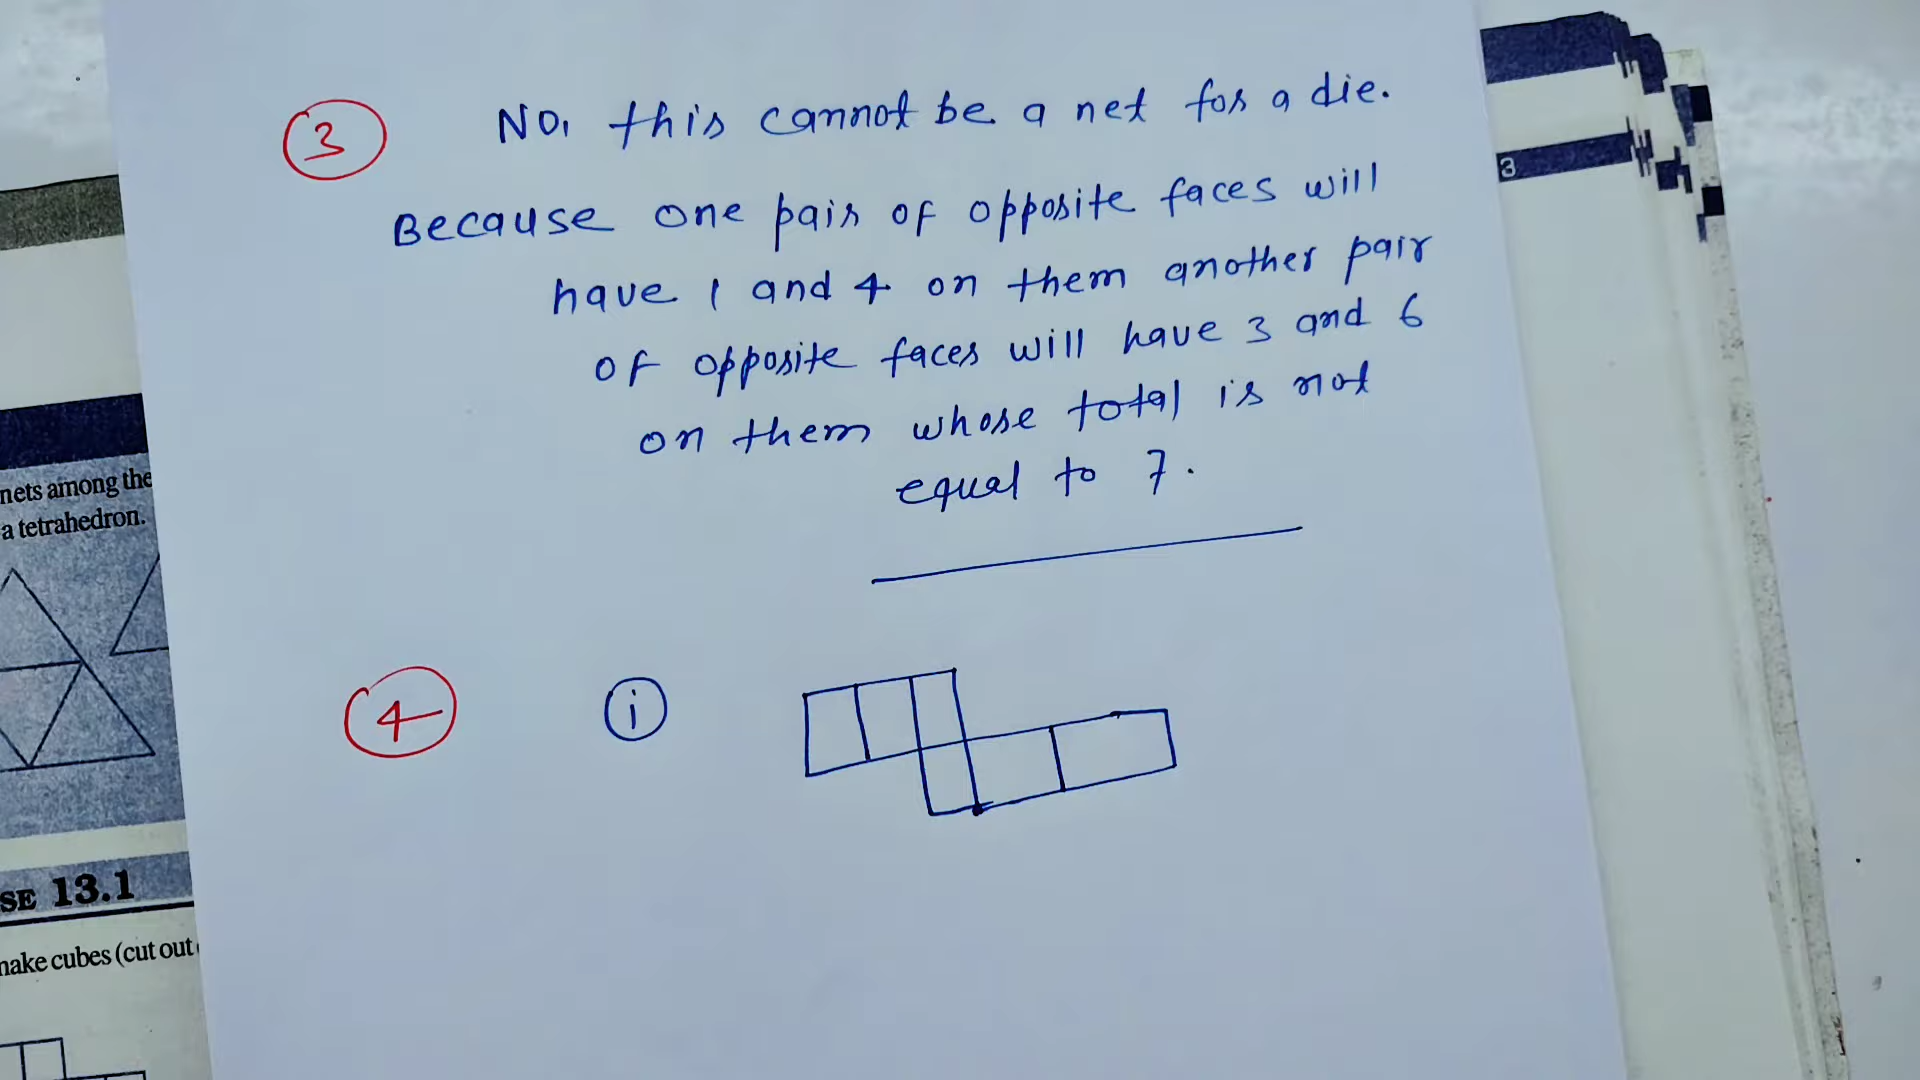 3 NO, this cannot be a net for a die.
Because one pair of opposite faces will
have 1 and 4 on them another pair
of opposite faces will have 3 and 6
on them whose total is not
equal to 7.
4 i
3
nets among the
a tetrahedron.
SE 13.1
make cubes (cut out